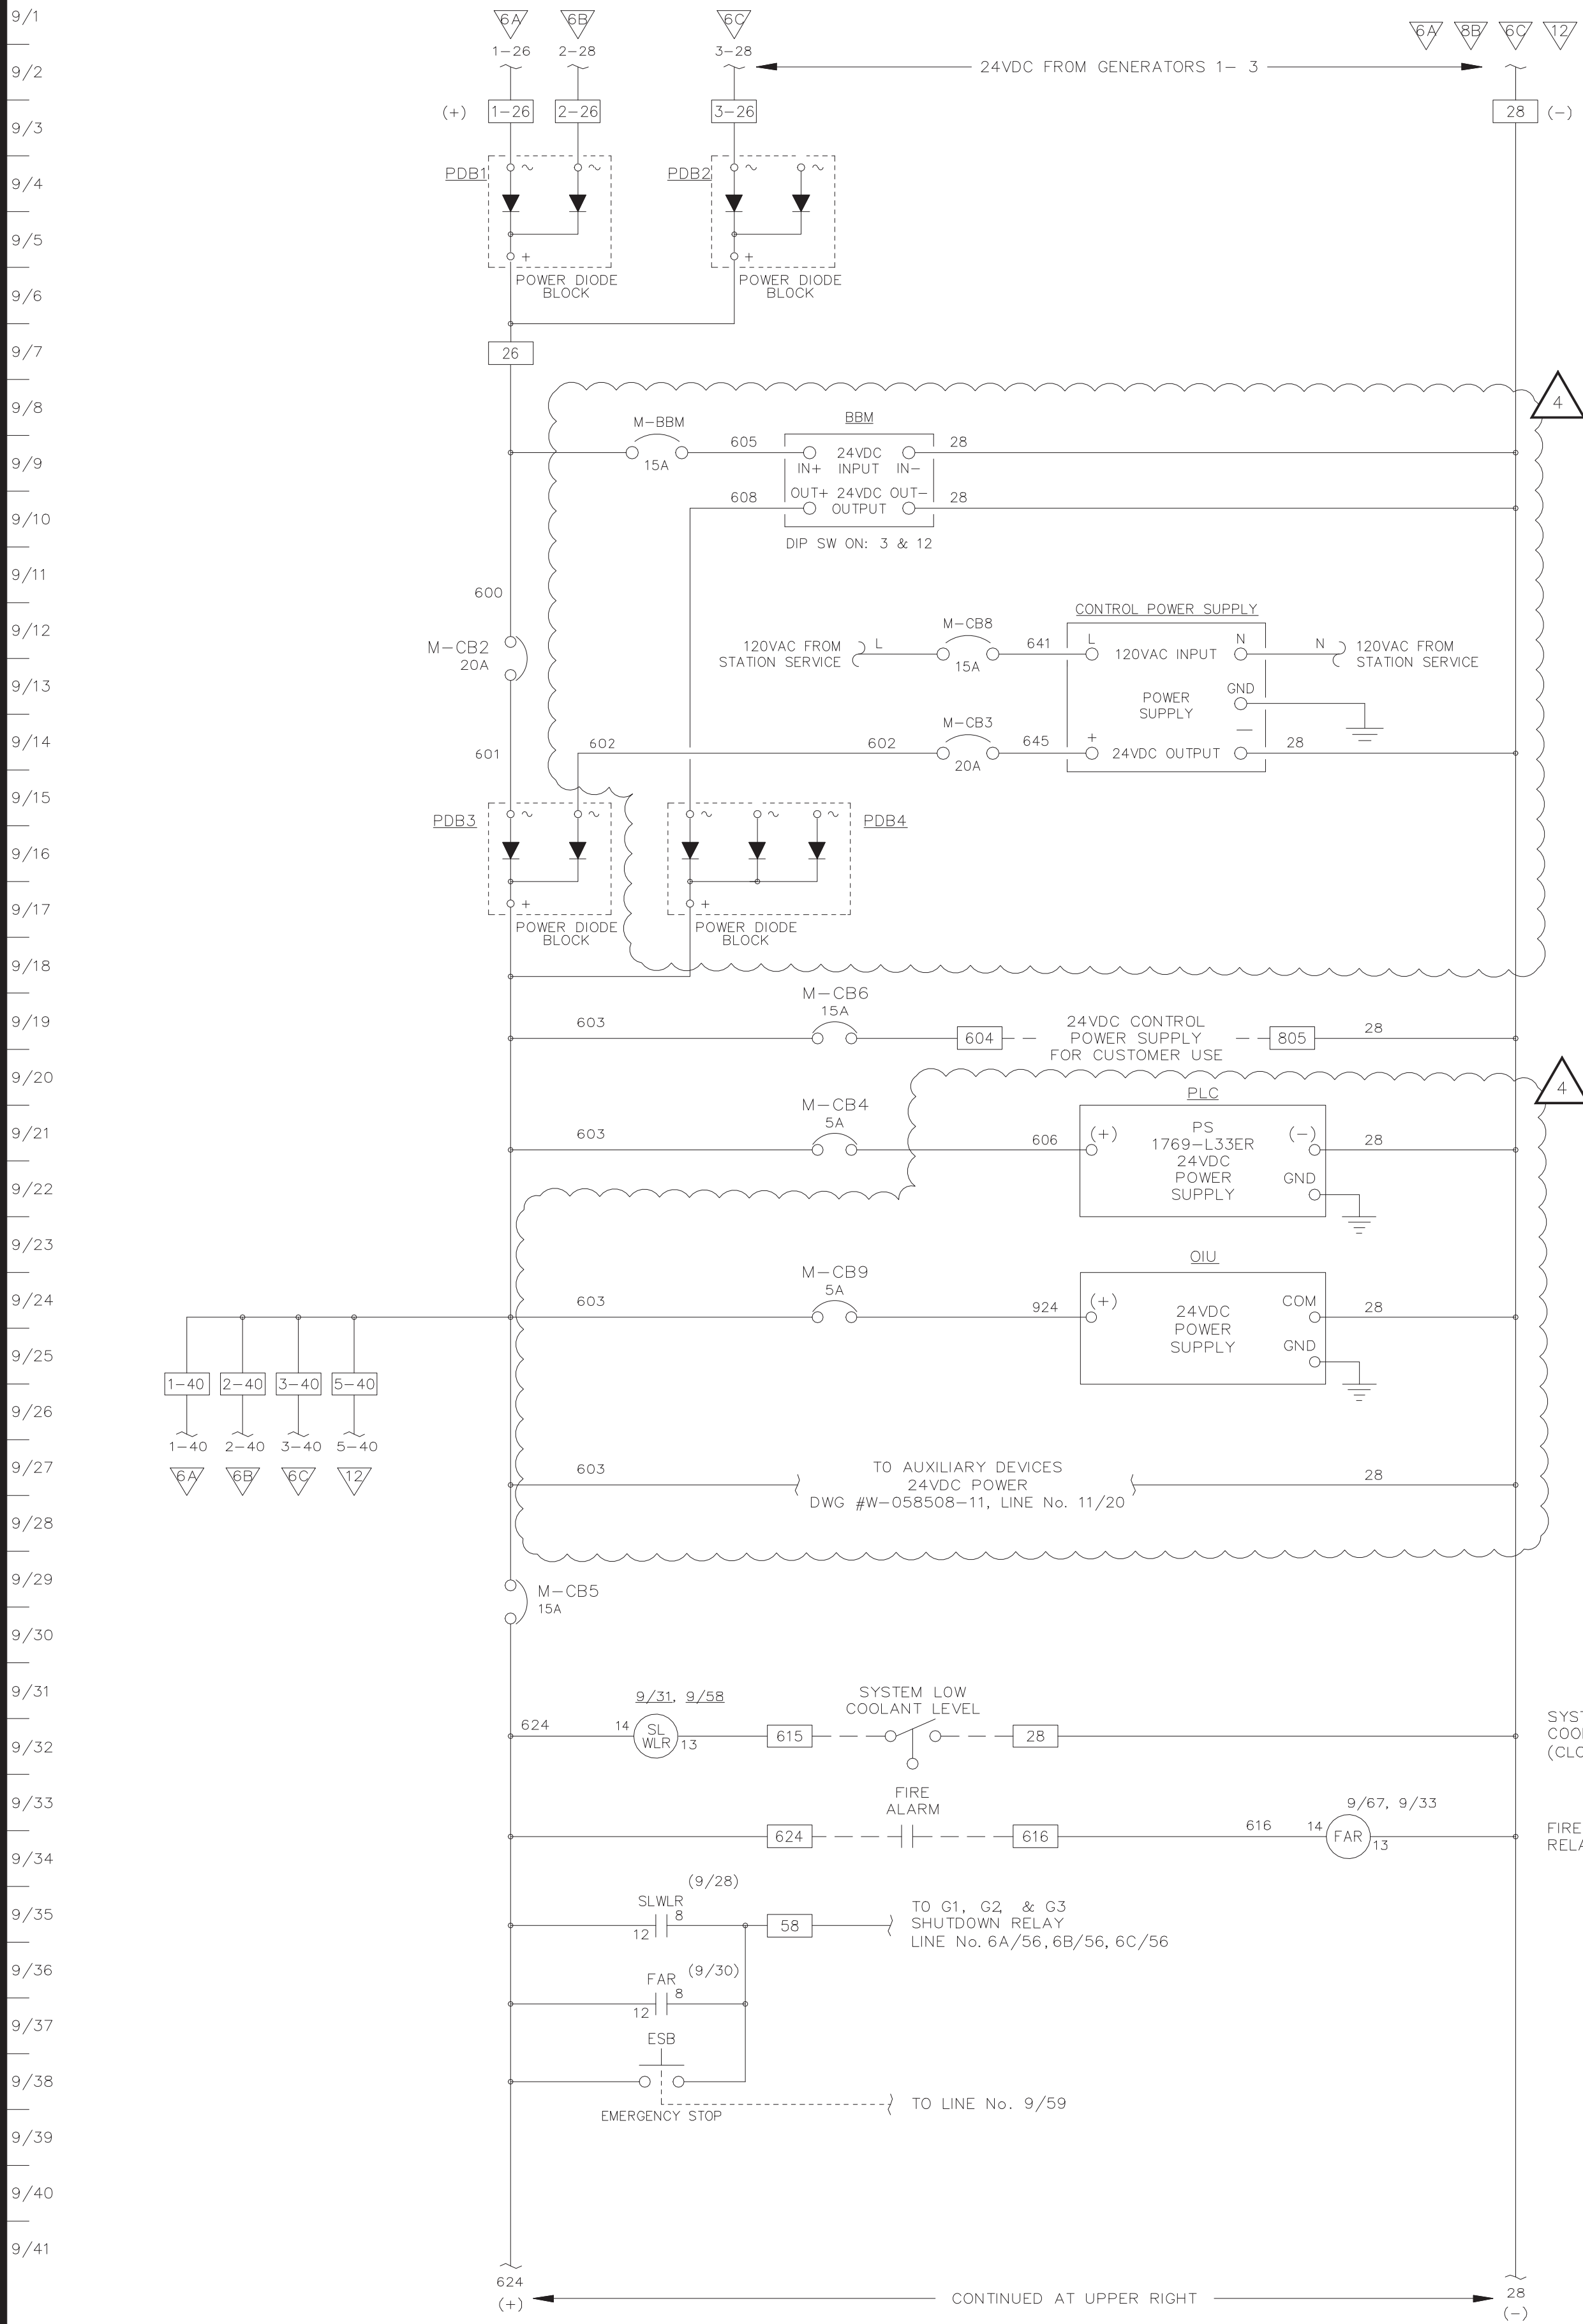 9/1
6A 6B 6C 6A 8B 6C 12
1-26 2-28 3-28
9/2
24VDC FROM GENERATORS 1- 3
(+) 1-26 2-26 3-26 28 (-)
9/3
PDB1 ~ ~ PDB2 ~ ~
9/4
9/5
+ +
POWER DIODE
BLOCK
POWER DIODE
BLOCK
9/6
9/7
26
9/8
4
M-BBM
15A
605
BBM
24VDC
INPUT
IN+ IN-
28
9/9
608
OUT+ 24VDC OUT-
OUTPUT
28
9/10
DIP SW ON: 3 & 12
9/11
600
9/12
M-CB2
20A
CONTROL POWER SUPPLY
120VAC FROM
STATION SERVICE
L
M-CB8
15A
641
L
120VAC INPUT
N
N
120VAC FROM
STATION SERVICE
9/13
POWER
SUPPLY
GND
9/14
601
602
602
M-CB3
20A
645
+
24VDC OUTPUT
—
28
9/15
PDB3 ~ ~ ~ ~ ~ PDB4
9/16
9/17
+ +
POWER DIODE
BLOCK
POWER DIODE
BLOCK
9/18
9/19
603
M-CB6
15A
604
24VDC CONTROL
POWER SUPPLY
FOR CUSTOMER USE
805
28
9/20
4
9/21
603
M-CB4
5A
606
PLC
(+)
PS
1769-L33ER
24VDC
POWER
SUPPLY
(-)
28
GND
9/22
9/23
9/24
603
M-CB9
5A
924
OIU
(+)
24VDC
POWER
SUPPLY
COM
28
GND
9/25
1-40 2-40 3-40 5-40
9/26
1-40 2-40 3-40 5-40
9/27
6A 6B 6C 12
603
TO AUXILIARY DEVICES
24VDC POWER
DWG #W-058508-11, LINE No. 11/20
28
9/28
9/29
M-CB5
15A
9/30
9/31
9/31, 9/58
SYSTEM LOW
COOLANT LEVEL
624
14
SL
WLR
13
615
28
SYST
COOL
(CLO
9/32
9/33
FIRE
ALARM
9/67, 9/33
624
616
616
14
FAR
13
FIRE
RELA
9/34
(9/28)
SLWLR
12
8
58
TO G1, G2, & G3
SHUTDOWN RELAY
LINE No. 6A/56, 6B/56, 6C/56
9/35
9/36
(9/30)
FAR
12
8
9/37
ESB
9/38
EMERGENCY STOP
TO LINE No. 9/59
9/39
9/40
9/41
624
(+)
CONTINUED AT UPPER RIGHT
28
(-)